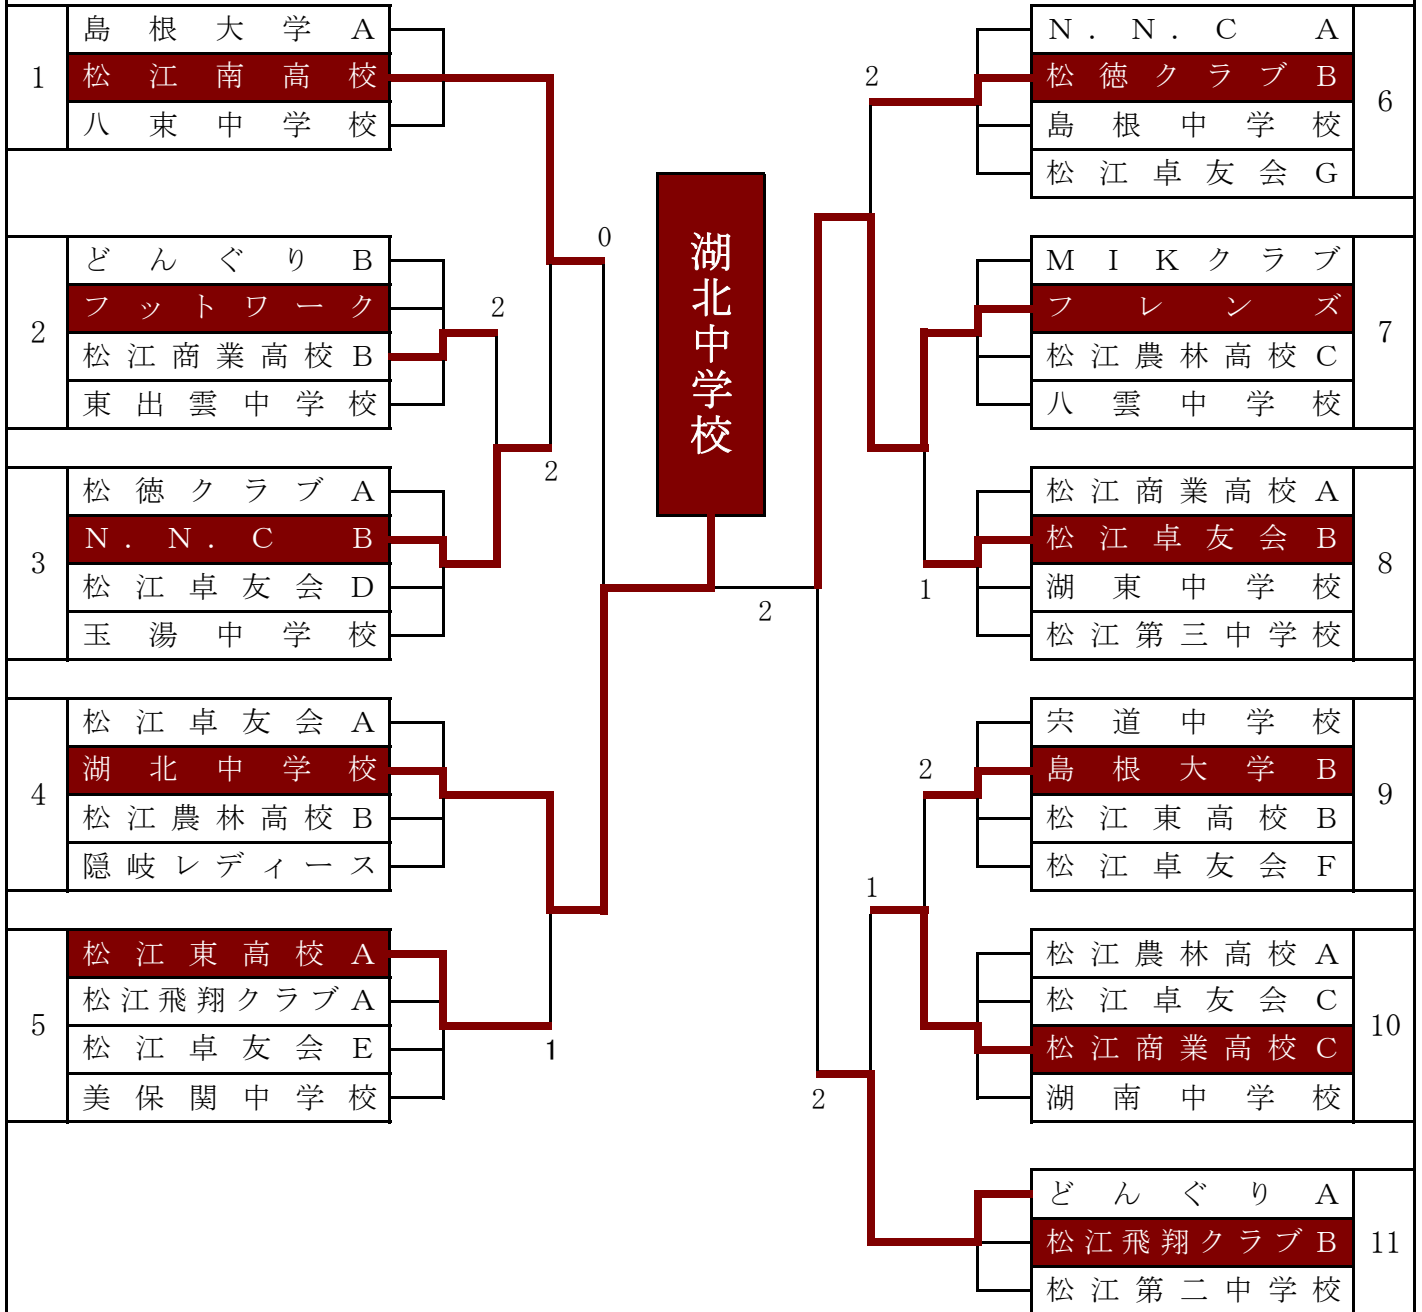 1
島根大学A
松江南高校
八束中学校
2
どんぐりB
フットワーク
松江商業高校B
東出雲中学校
3
松徳クラブA
N.N.C B
松江卓友会D
玉湯中学校
4
松江卓友会A
湖北中学校
松江農林高校B
隠岐レディース
5
松江東高校A
松江飛翔クラブA
松江卓友会E
美保関中学校
0
2
2
1
湖北中学校
2
2
1
2
1
2
N.N.C A
松徳クラブB
島根中学校
松江卓友会G
6
MIKクラブ
フレンズ
松江農林高校C
八雲中学校
7
松江商業高校A
松江卓友会B
湖東中学校
松江第三中学校
8
宍道中学校
島根大学B
松江東高校B
松江卓友会F
9
松江農林高校A
松江卓友会C
松江商業高校C
湖南中学校
10
どんぐりA
松江飛翔クラブB
松江第二中学校
11